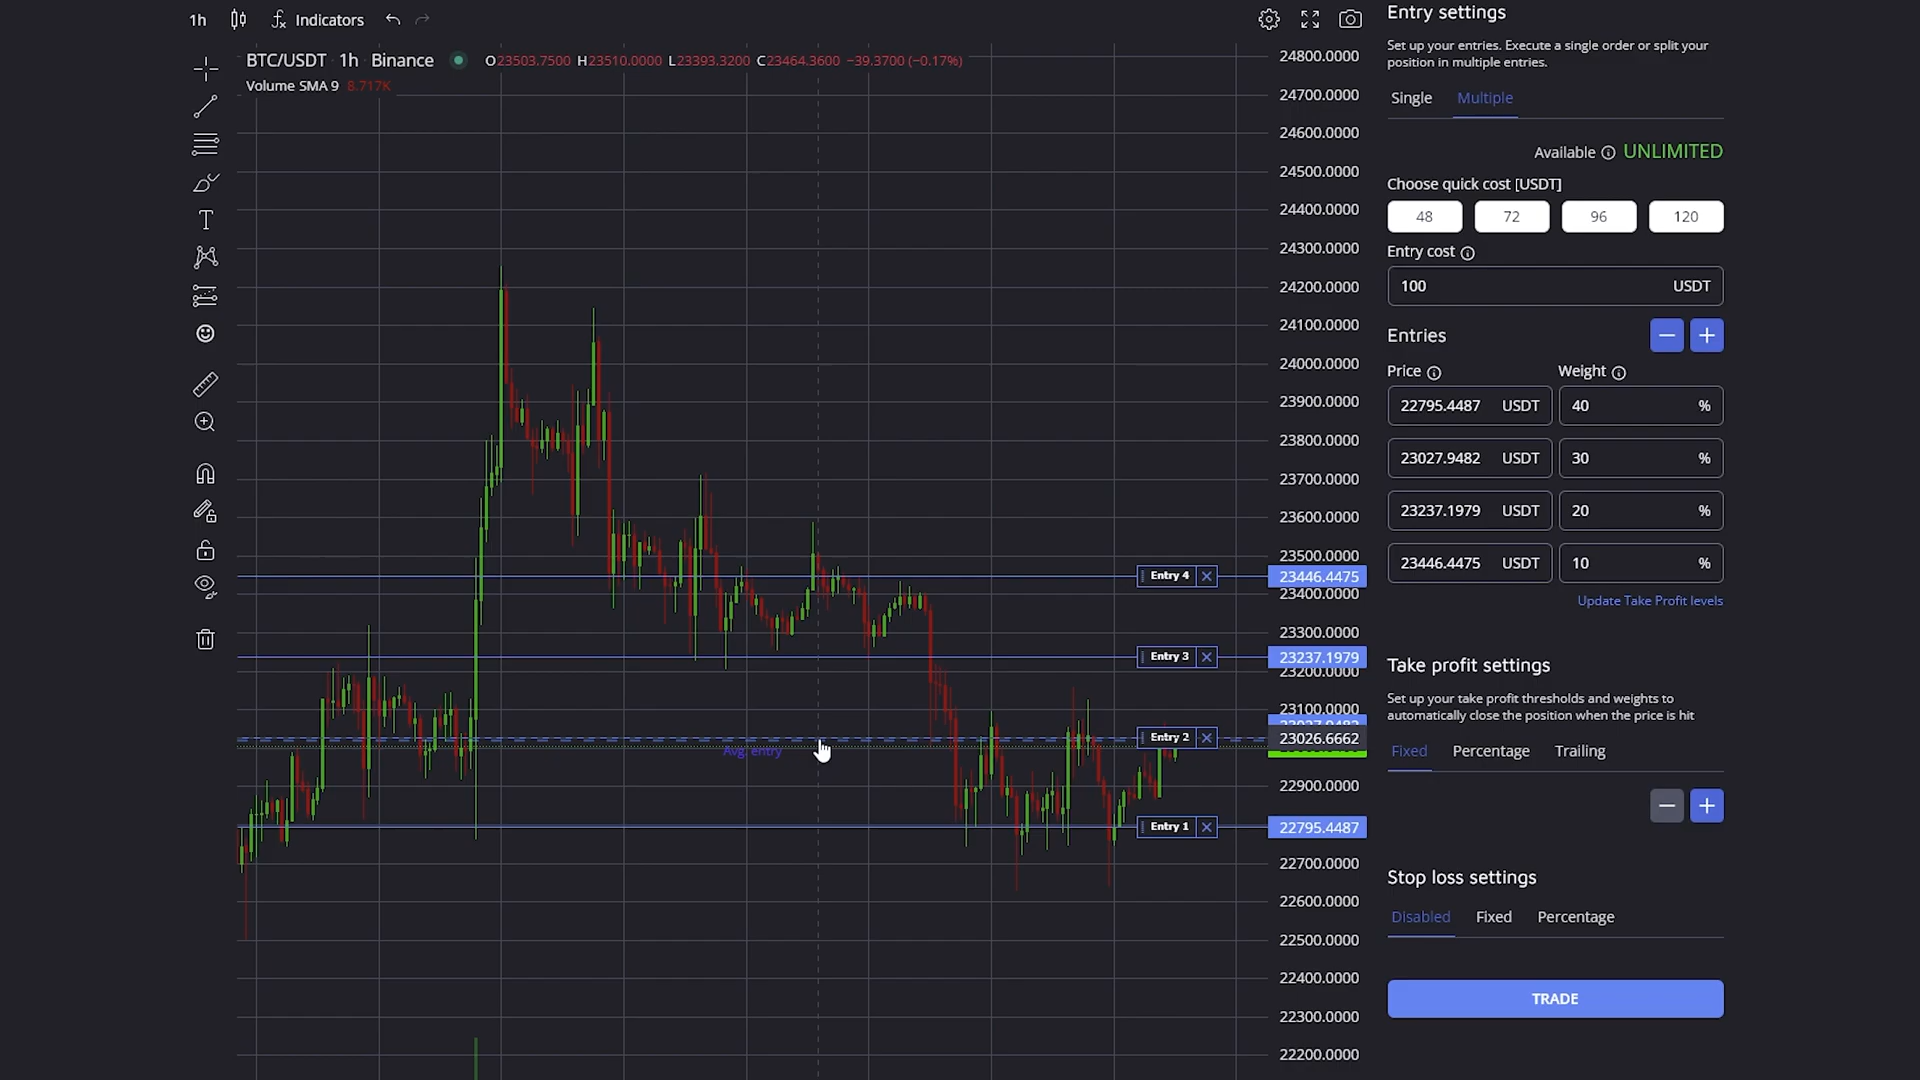 1h Indicators
BTC/USDT 1h Binance O23503.7500 H23510.0000 L23393.3200 C23464.3600 −39.3700 (−0.17%)
Volume SMA 9 8.717K
24800.0000
24700.0000
24600.0000
24500.0000
24400.0000
24300.0000
24200.0000
24100.0000
24000.0000
23900.0000
23800.0000
23700.0000
23600.0000
23500.0000
Entry 4 23446.4475
23400.0000
23300.0000
Entry 3 23237.1979
23200.0000
23100.0000
Entry 2 23026.6662
Avg. entry
22900.0000
Entry 1 22795.4487
22700.0000
22600.0000
22500.0000
22400.0000
22300.0000
22200.0000
Entry settings
Set up your entries. Execute a single order or split your
position in multiple entries.
Single Multiple
Available UNLIMITED
Choose quick cost [USDT]
48 72 96 120
Entry cost
100 USDT
Entries
Price Weight
22795.4487 USDT 40 %
23027.9482 USDT 30 %
23237.1979 USDT 20 %
23446.4475 USDT 10 %
Update Take Profit levels
Take profit settings
Set up your take profit thresholds and weights to
automatically close the position when the price is hit
Fixed Percentage Trailing
Stop loss settings
Disabled Fixed Percentage
TRADE